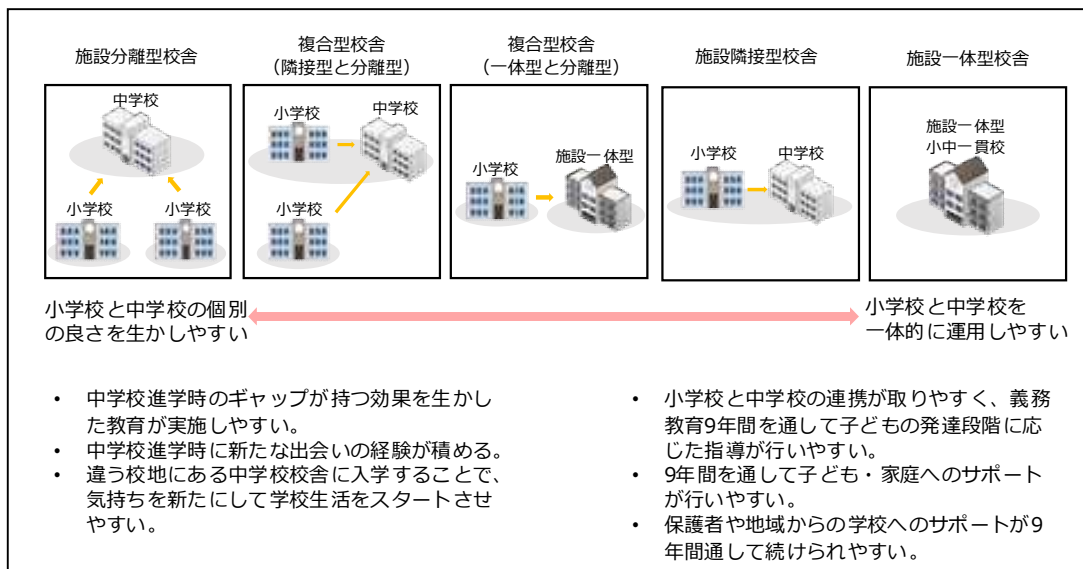 施設分離型校舎
複合型校舎
(隣接型と分離型)
複合型校舎
(一体型と分離型)
施設隣接型校舎
施設一体型校舎
中学校
小学校
小学校
小学校
中学校
小学校
小学校
施設一体型
小学校
中学校
施設一体型
小中一貫校
小学校と中学校の個別
の良さを生かしやすい
小学校と中学校を
一体的に運用しやすい
• 中学校進学時のギャップが持つ効果を生かし
た教育が実施しやすい。
• 中学校進学時に新たな出会いの経験が積める。
• 違う校地にある中学校校舎に入学することで、
気持ちを新たにして学校生活をスタートさせ
やすい。
• 小学校と中学校の連携が取りやすく、義務
教育9年間を通して子どもの発達段階に応
じた指導が行いやすい。
• 9年間を通して子ども・家庭へのサポート
が行いやすい。
• 保護者や地域からの学校へのサポートが9
年間通して続けられやすい。